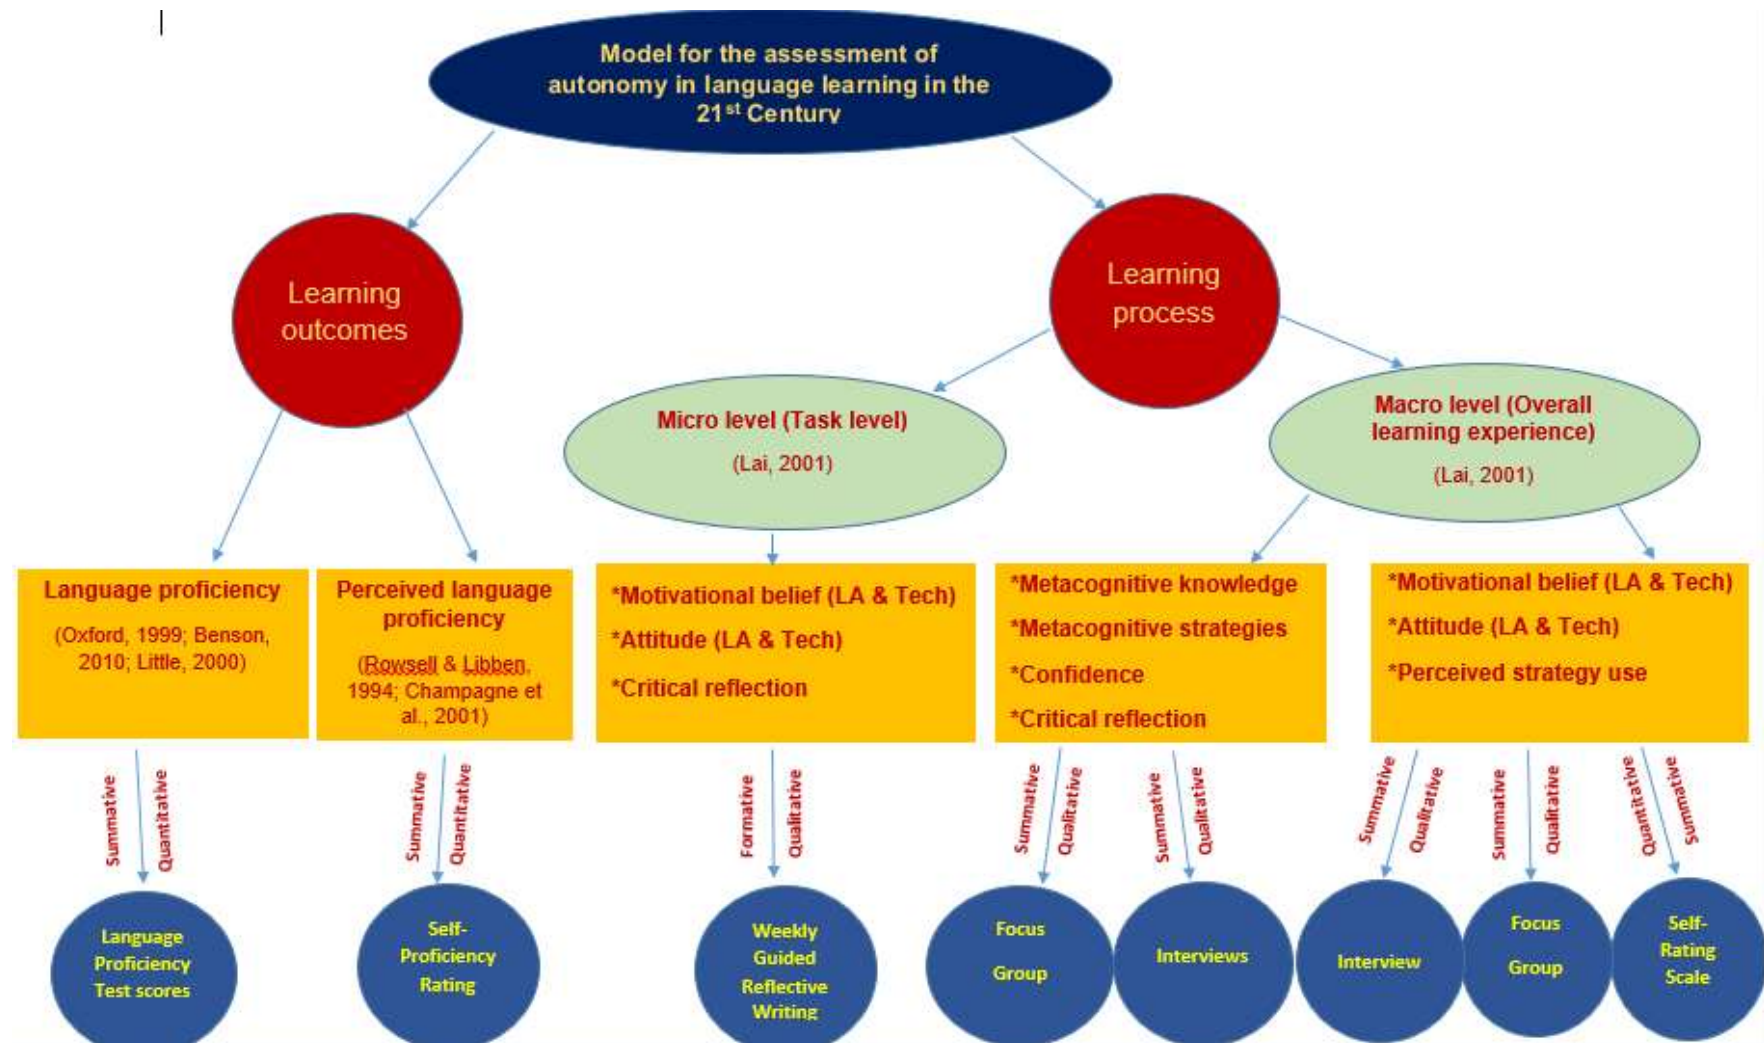 Model for the assessment of
autonomy in language learning in the
21st Century
Learning
outcomes
Learning
process
Micro level (Task level)
(Lai, 2001)
Macro level (Overall
learning experience)
(Lai, 2001)
Language proficiency
(Oxford, 1999; Benson,
2010; Little, 2000)
Perceived language
proficiency
(Rowsell & Libben,
1994; Champagne et
al., 2001)
*Motivational belief (LA & Tech)
*Attitude (LA & Tech)
*Critical reflection
*Metacognitive knowledge
*Metacognitive strategies
*Confidence
*Critical reflection
*Motivational belief (LA & Tech)
*Attitude (LA & Tech)
*Perceived strategy use
Summative
Quantitative
Summative
Quantitative
Formative
Qualitative
Summative
Qualitative
Summative
Qualitative
Summative
Qualitative
Summative
Qualitative
Quantitative
Summative
Language
Proficiency
Test scores
Self-
Proficiency
Rating
Weekly
Guided
Reflective
Writing
Focus
Group
Interviews
Interview
Focus
Group
Self-
Rating
Scale